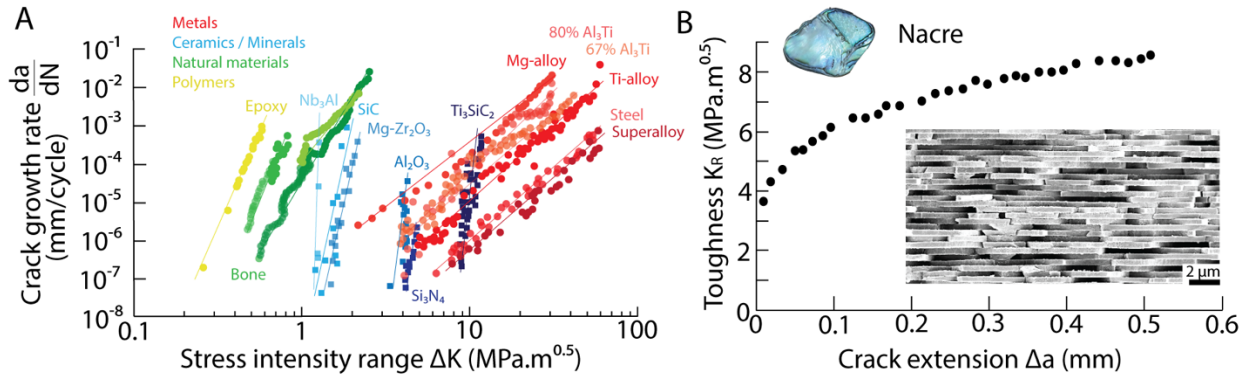 A
Metals
Ceramics / Minerals
Natural materials
Polymers
80% Al₃Ti
67% Al₃Ti
Mg-alloy
Ti-alloy
Epoxy
Nb₃Al
SiC
Mg-Zr₂O₃
Ti₃SiC₂
Steel
Superalloy
Al₂O₃
Bone
Si₃N₄
Crack growth rate da/dN
(mm/cycle)
10⁻¹
10⁻²
10⁻³
10⁻⁴
10⁻⁵
10⁻⁶
10⁻⁷
10⁻⁸
0.1
1
10
100
Stress intensity range ΔK (MPa.m⁰·⁵)
B
Nacre
Toughness K_R (MPa.m⁰·⁵)
8
6
4
2
0
2 µm
0
0.1
0.2
0.3
0.4
0.5
0.6
Crack extension Δa (mm)